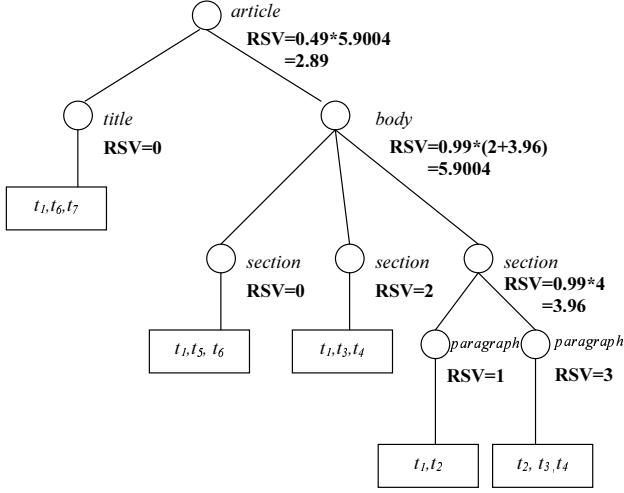 article
RSV=0.49*5.9004
=2.89
title
RSV=0
body
RSV=0.99*(2+3.96)
=5.9004
t1,t6,t7
section
RSV=0
section
RSV=2
section
RSV=0.99*4
=3.96
t1,t5, t6
t1,t3,t4
paragraph
RSV=1
paragraph
RSV=3
t1,t2
t2, t3,t4